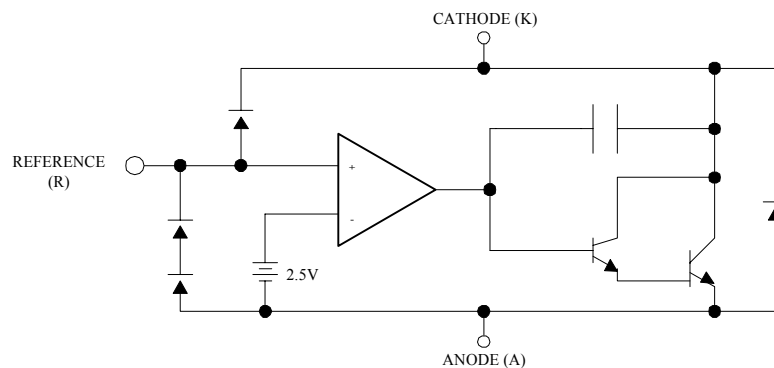 CATHODE (K)
REFERENCE
(R)
+
-
2.5V
ANODE (A)